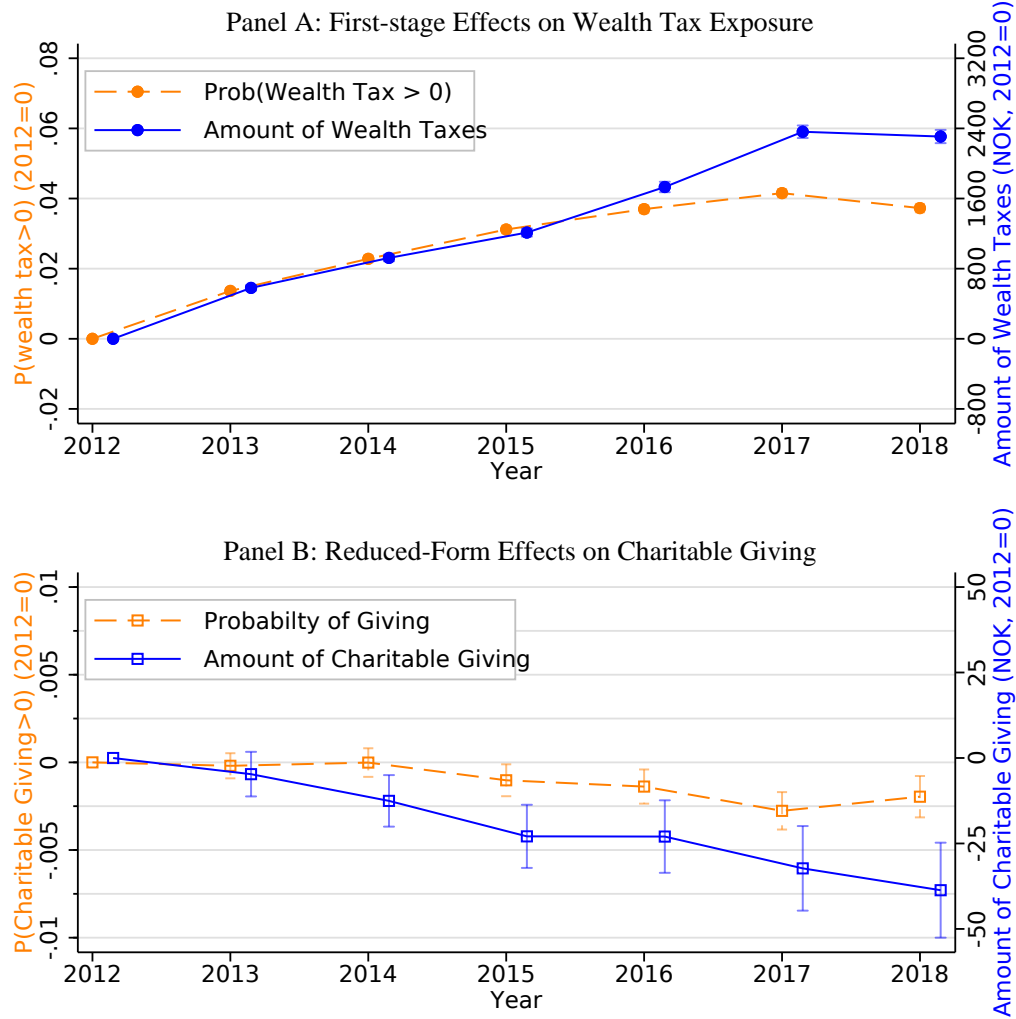 Panel A: First-stage Effects on Wealth Tax Exposure
P(wealth tax>0) (2012=0)
.08
.06
.04
.02
0
-.02
Prob(Wealth Tax > 0)
Amount of Wealth Taxes
3200
2400
1600
800
0
-800
Amount of Wealth Taxes (NOK, 2012=0)
2012 2013 2014 2015 2016 2017 2018
Year
Panel B: Reduced-Form Effects on Charitable Giving
P(Charitable Giving>0) (2012=0)
.01
.005
0
-.005
-.01
Probabilty of Giving
Amount of Charitable Giving
50
25
0
-25
-50
Amount of Charitable Giving (NOK, 2012=0)
2012 2013 2014 2015 2016 2017 2018
Year